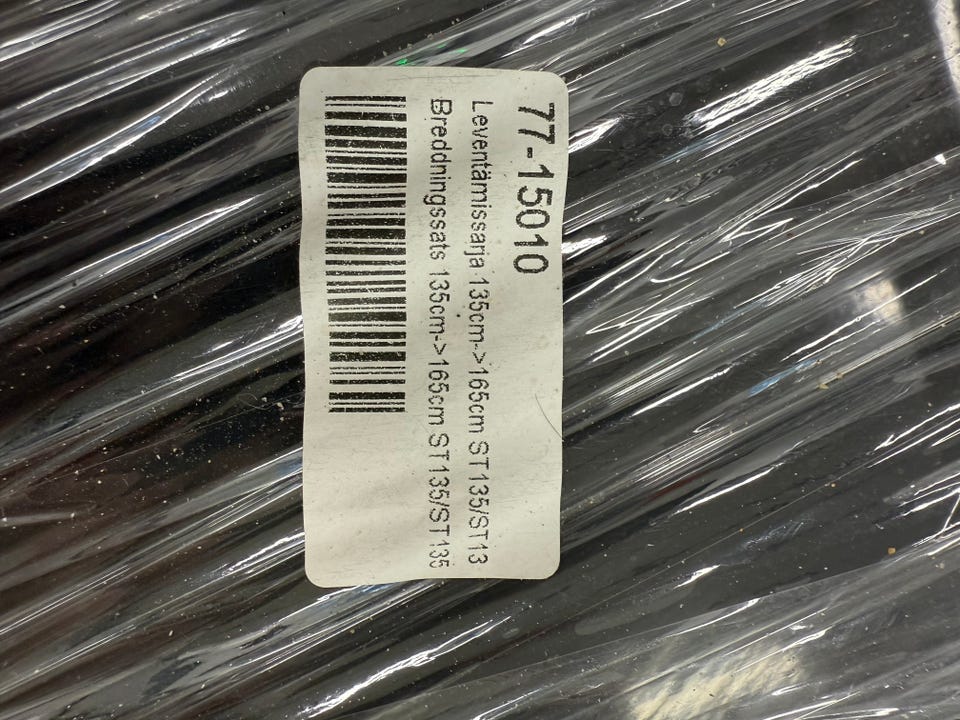 77-15010
Leventämissarja 135cm->165cm ST135/ST13
Breddningssats 135cm->165cm ST135/ST135